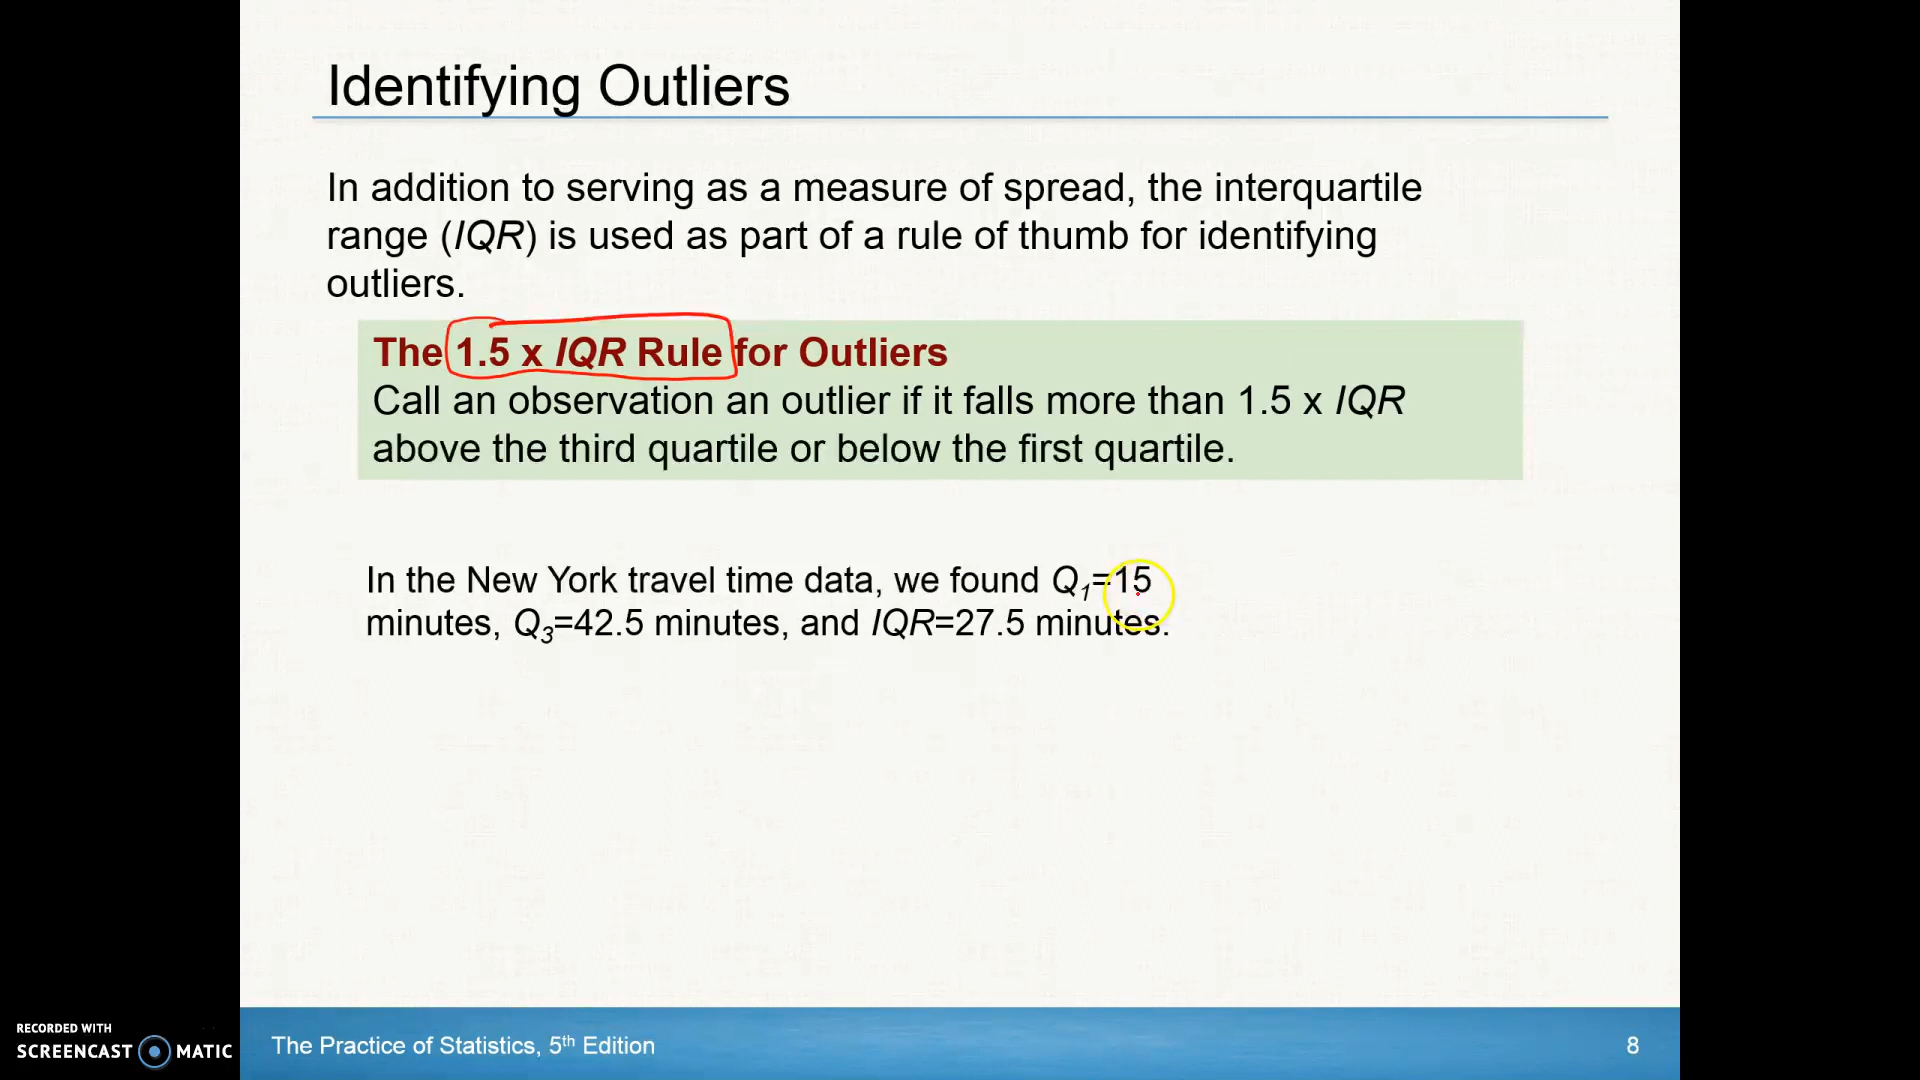 Identifying Outliers
In addition to serving as a measure of spread, the interquartile
range (IQR) is used as part of a rule of thumb for identifying
outliers.
The 1.5 x IQR Rule for Outliers
Call an observation an outlier if it falls more than 1.5 x IQR
above the third quartile or below the first quartile.
In the New York travel time data, we found Q1=15
minutes, Q3=42.5 minutes, and IQR=27.5 minutes.
RECORDED WITH
SCREENCAST MATIC
The Practice of Statistics, 5th Edition
8